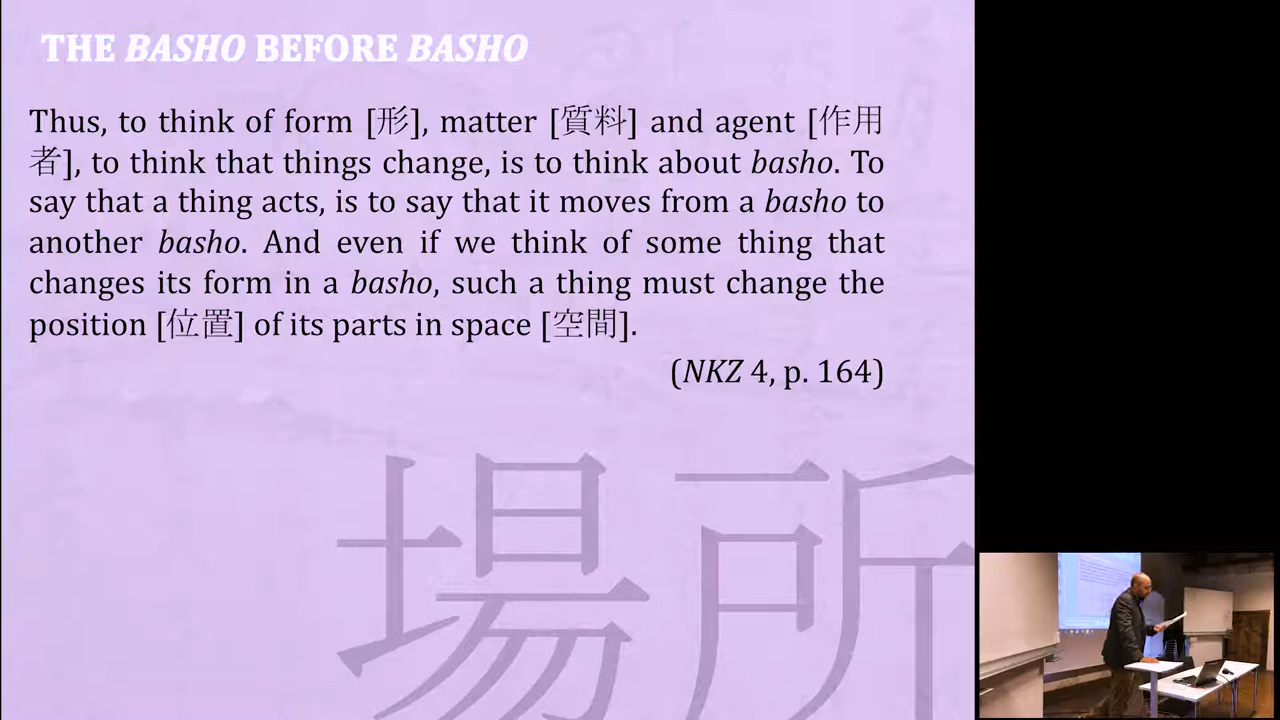 THE BASHO BEFORE BASHO
Thus, to think of form [形], matter [質料] and agent [作用
者], to think that things change, is to think about basho. To
say that a thing acts, is to say that it moves from a basho to
another basho. And even if we think of some thing that
changes its form in a basho, such a thing must change the
position [位置] of its parts in space [空間].
(NKZ 4, p. 164)
場所